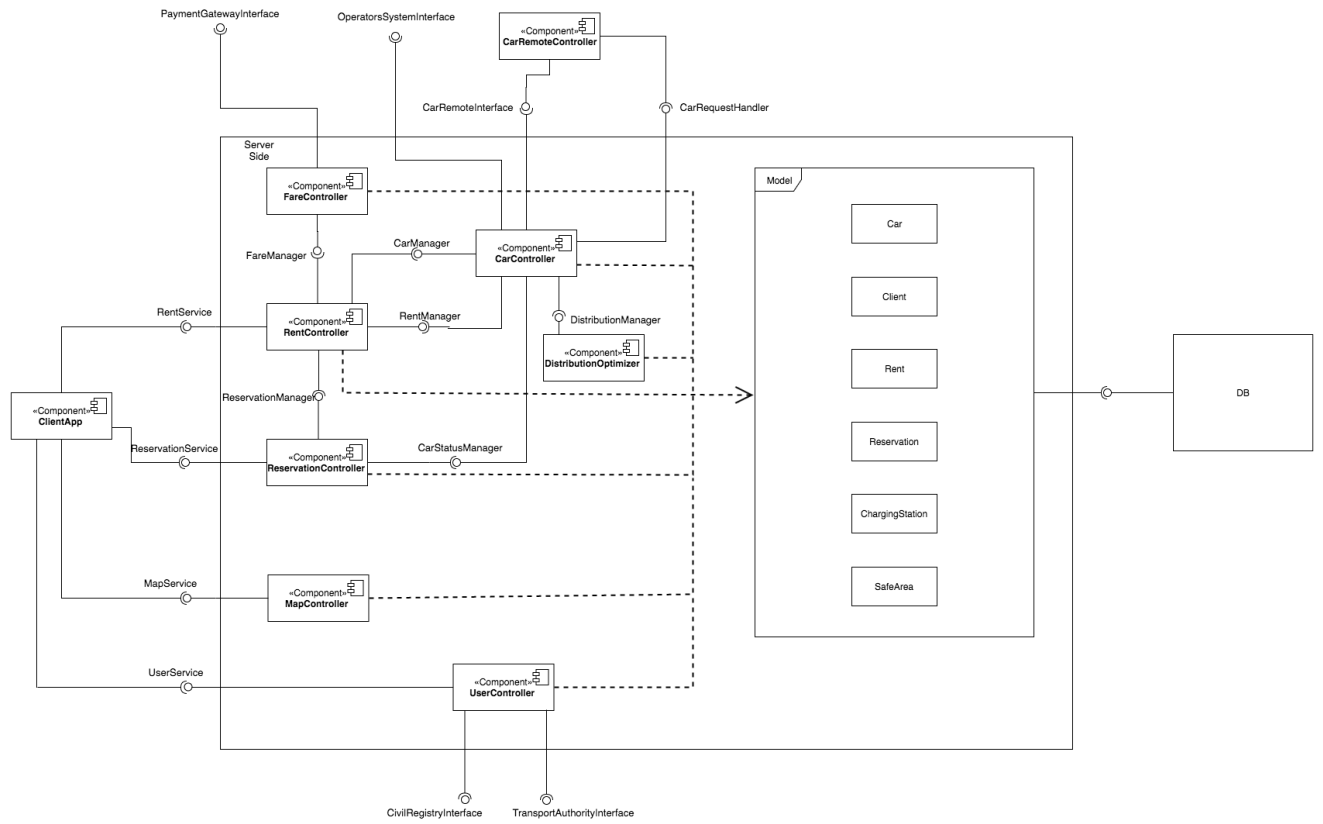 PaymentGatewayInterface
OperatorsSystemInterface
«Component»
CarRemoteController
CarRemoteInterface
CarRequestHandler
Server
Side
«Component»
FareController
Model
Car
FareManager
CarManager
«Component»
CarController
Client
RentService
«Component»
RentController
RentManager
DistributionManager
«Component»
DistributionOptimizer
Rent
DB
ReservationManager
«Component»
ClientApp
ReservationService
«Component»
ReservationController
CarStatusManager
Reservation
ChargingStation
MapService
«Component»
MapController
SafeArea
UserService
«Component»
UserController
CivilRegistryInterface
TransportAuthorityInterface